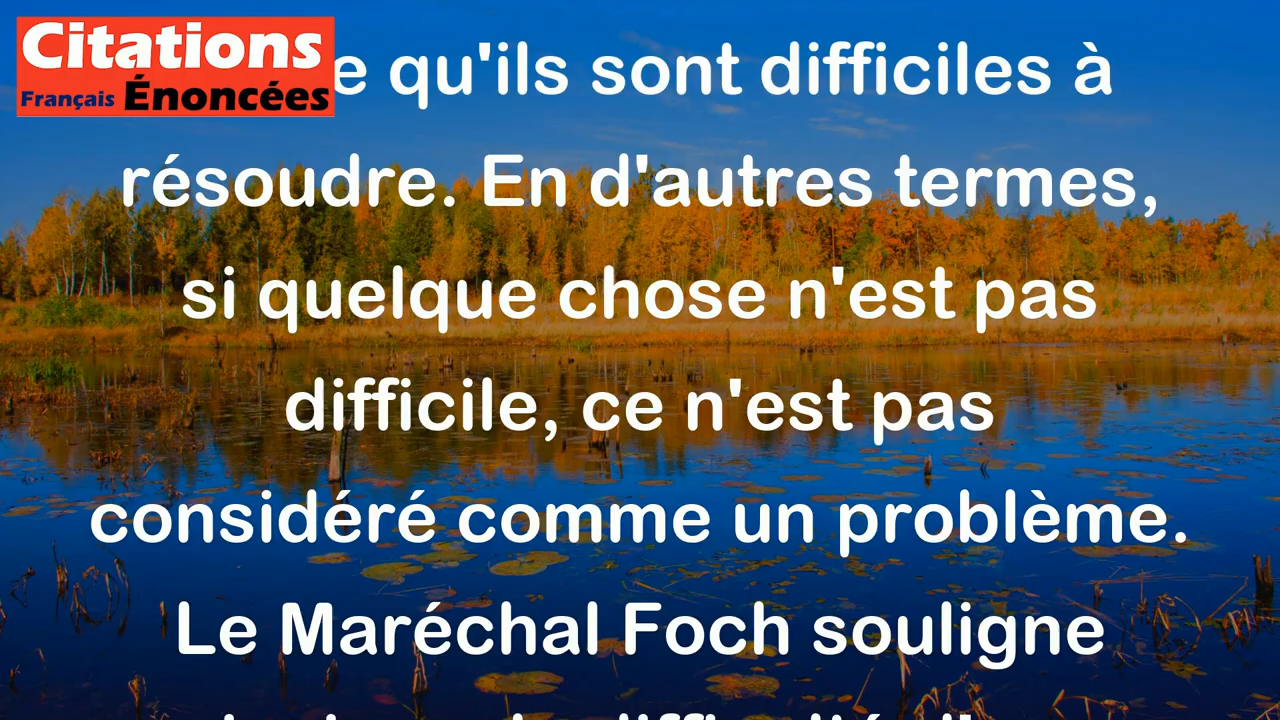 Citations
Français Énoncées
qu'ils sont difficiles à
résoudre. En d'autres termes,
si quelque chose n'est pas
difficile, ce n'est pas
considéré comme un problème.
Le Maréchal Foch souligne